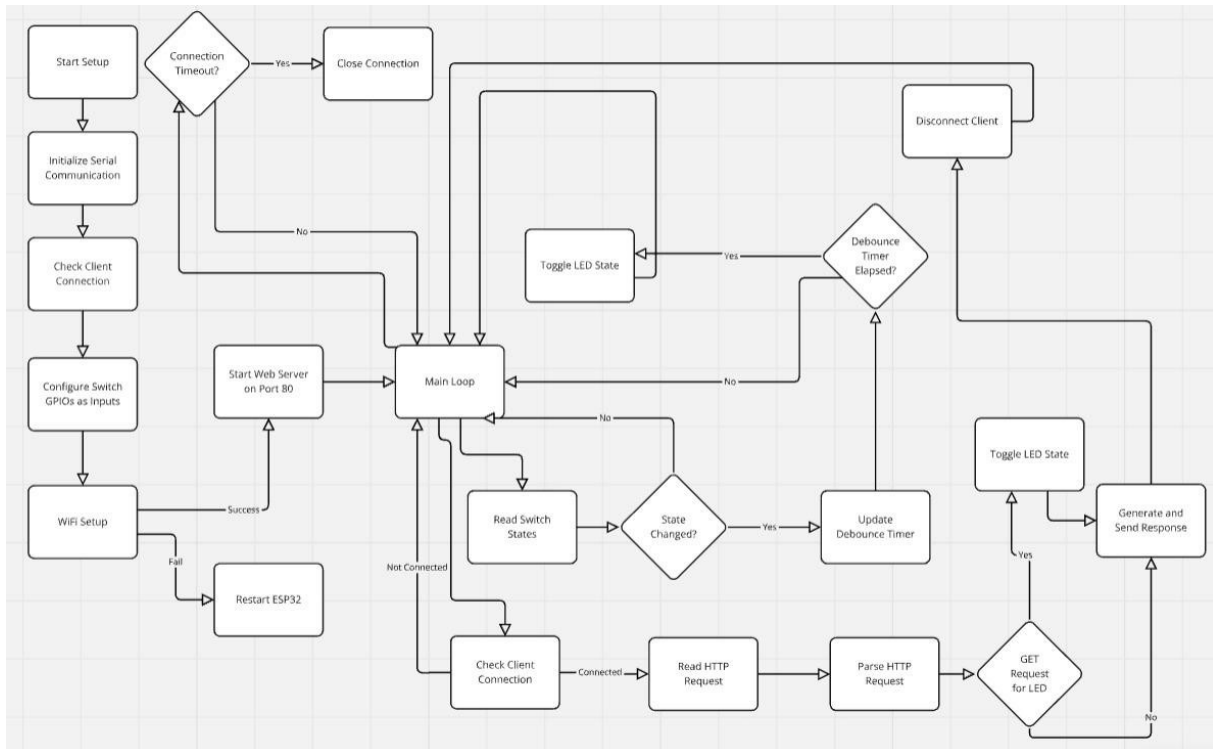 Start Setup
Connection
Timeout?
Yes
Close Connection
Disconnect Client
Initialize Serial
Communication
No
Check Client
Connection
Toggle LED State
Yes
Debounce
Timer
Elapsed?
Configure Switch
GPIOs as Inputs
Start Web Server
on Port 80
Main Loop
No
No
Toggle LED State
WiFi Setup
Success
Read Switch
States
State
Changed?
Yes
Update
Debounce Timer
Generate and
Send Response
Fail
Not Connected
Yes
Restart ESP32
Check Client
Connection
Connected
Read HTTP
Request
Parse HTTP
Request
GET
Request
for LED
No